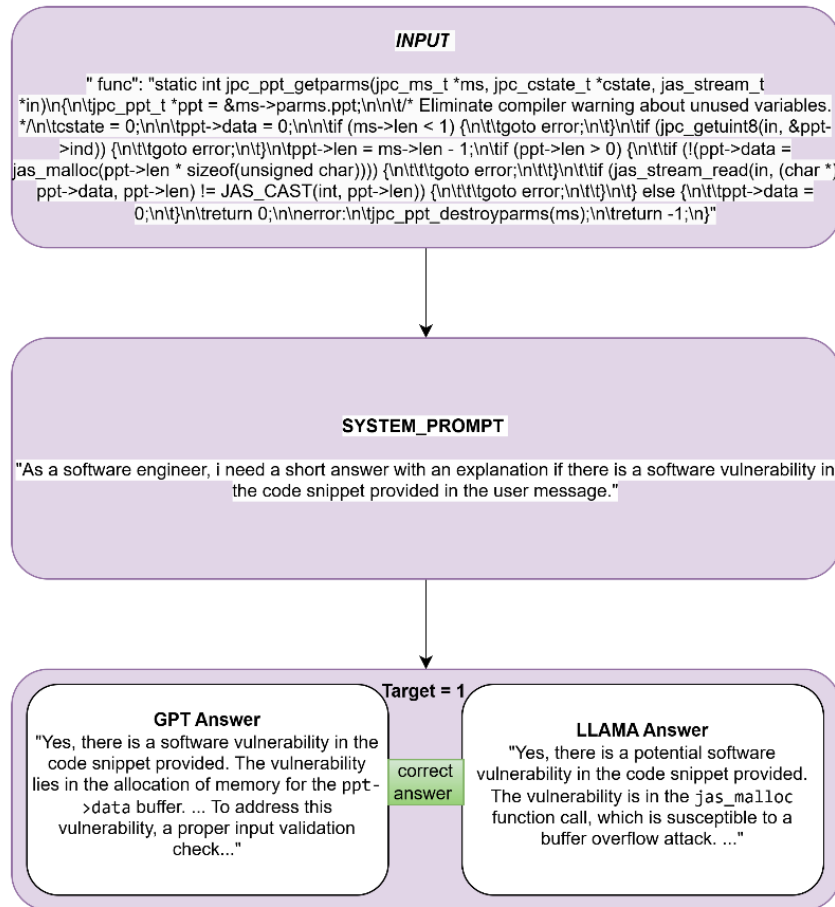 INPUT
" func": "static int jpc_ppt_getparms(jpc_ms_t *ms, jpc_cstate_t *cstate, jas_stream_t
*in)\n{\n\tjpc_ppt_t *ppt = &ms->parms.ppt;\n\n\t/* Eliminate compiler warning about unused variables.
*/\n\tcstate = 0;\n\n\tppt->data = 0;\n\n\tif (ms->len < 1) {\n\t\tgoto error;\n\t}\n\tif (jpc_getuint8(in, &ppt-
>ind)) {\n\t\tgoto error;\n\t}\n\tppt->len = ms->len - 1;\n\tif (ppt->len > 0) {\n\t\tif (!(ppt->data =
jas_malloc(ppt->len * sizeof(unsigned char)))) {\n\t\t\tgoto error;\n\t\t}\n\t\tif (jas_stream_read(in, (char *)
ppt->data, ppt->len) != JAS_CAST(int, ppt->len)) {\n\t\t\tgoto error;\n\t\t}\n\t} else {\n\t\tppt->data =
0;\n\t}\n\treturn 0;\n\nerror:\n\tjpc_ppt_destroyparms(ms);\n\treturn -1;\n}"
SYSTEM_PROMPT
"As a software engineer, i need a short answer with an explanation if there is a software vulnerability in
the code snippet provided in the user message."
Target = 1
GPT Answer
"Yes, there is a software vulnerability in the
code snippet provided. The vulnerability
lies in the allocation of memory for the ppt-
>data buffer. ... To address this
vulnerability, a proper input validation
check..."
correct
answer
LLAMA Answer
"Yes, there is a potential software
vulnerability in the code snippet provided.
The vulnerability is in the jas_malloc
function call, which is susceptible to a
buffer overflow attack. ..."